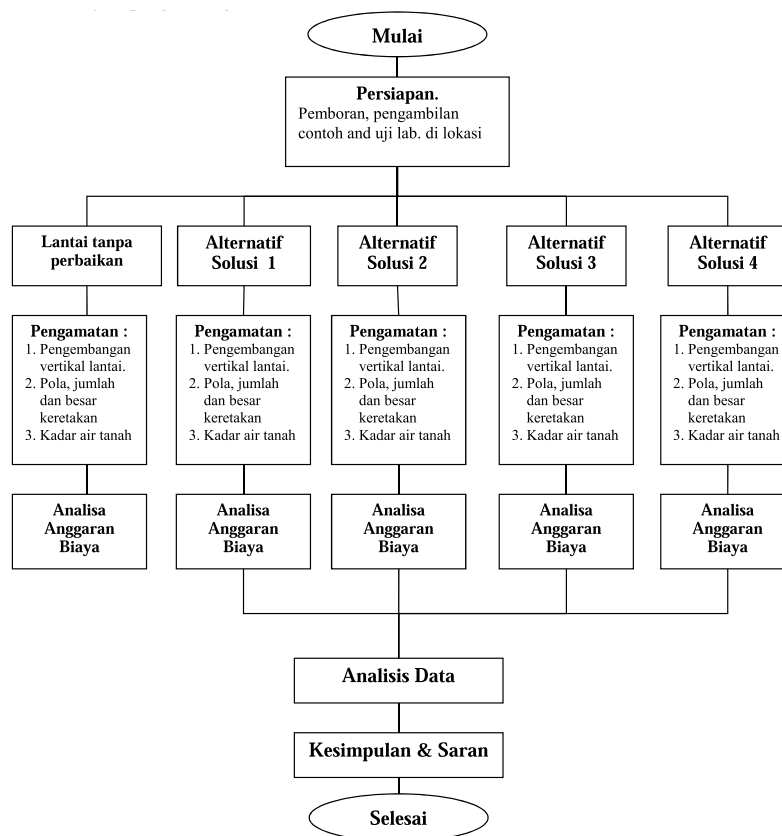 Mulai
Persiapan.
Pemboran, pengambilan
contoh and uji lab. di lokasi
Lantai tanpa
perbaikan
Alternatif
Solusi 1
Alternatif
Solusi 2
Alternatif
Solusi 3
Alternatif
Solusi 4
Pengamatan :
1. Pengembangan
vertikal lantai.
2. Pola, jumlah
dan besar
keretakan
3. Kadar air tanah
Pengamatan :
1. Pengembangan
vertikal lantai.
2. Pola, jumlah
dan besar
keretakan
3. Kadar air tanah
Pengamatan :
1. Pengembangan
vertikal lantai.
2. Pola, jumlah
dan besar
keretakan
3. Kadar air tanah
Pengamatan :
1. Pengembangan
vertikal lantai.
2. Pola, jumlah
dan besar
keretakan
3. Kadar air tanah
Pengamatan :
1. Pengembangan
vertikal lantai.
2. Pola, jumlah
dan besar
keretakan
3. Kadar air tanah
Analisa
Anggaran
Biaya
Analisa
Anggaran
Biaya
Analisa
Anggaran
Biaya
Analisa
Anggaran
Biaya
Analisa
Anggaran
Biaya
Analisis Data
Kesimpulan & Saran
Selesai